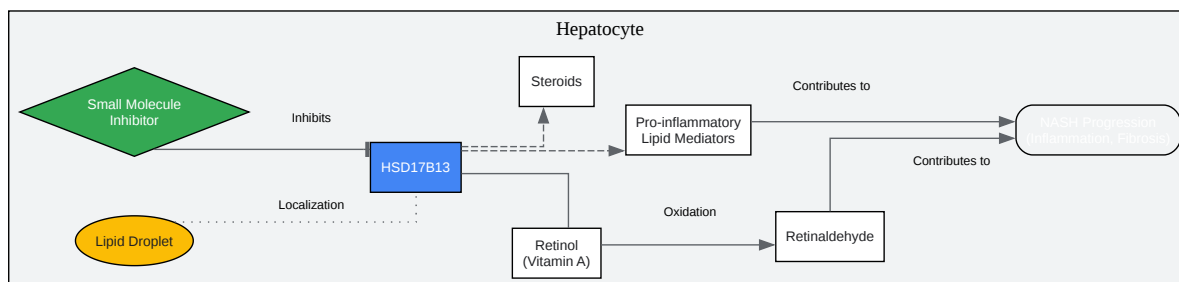 Hepatocyte
Steroids
Contributes to
Small Molecule
Inhibitor
Inhibits
Pro-inflammatory
Lipid Mediators
NASH Progression
(Inflammation, Fibrosis)
HSD17B13
Contributes to
Localization
Oxidation
Lipid Droplet
Retinol
(Vitamin A)
Retinaldehyde